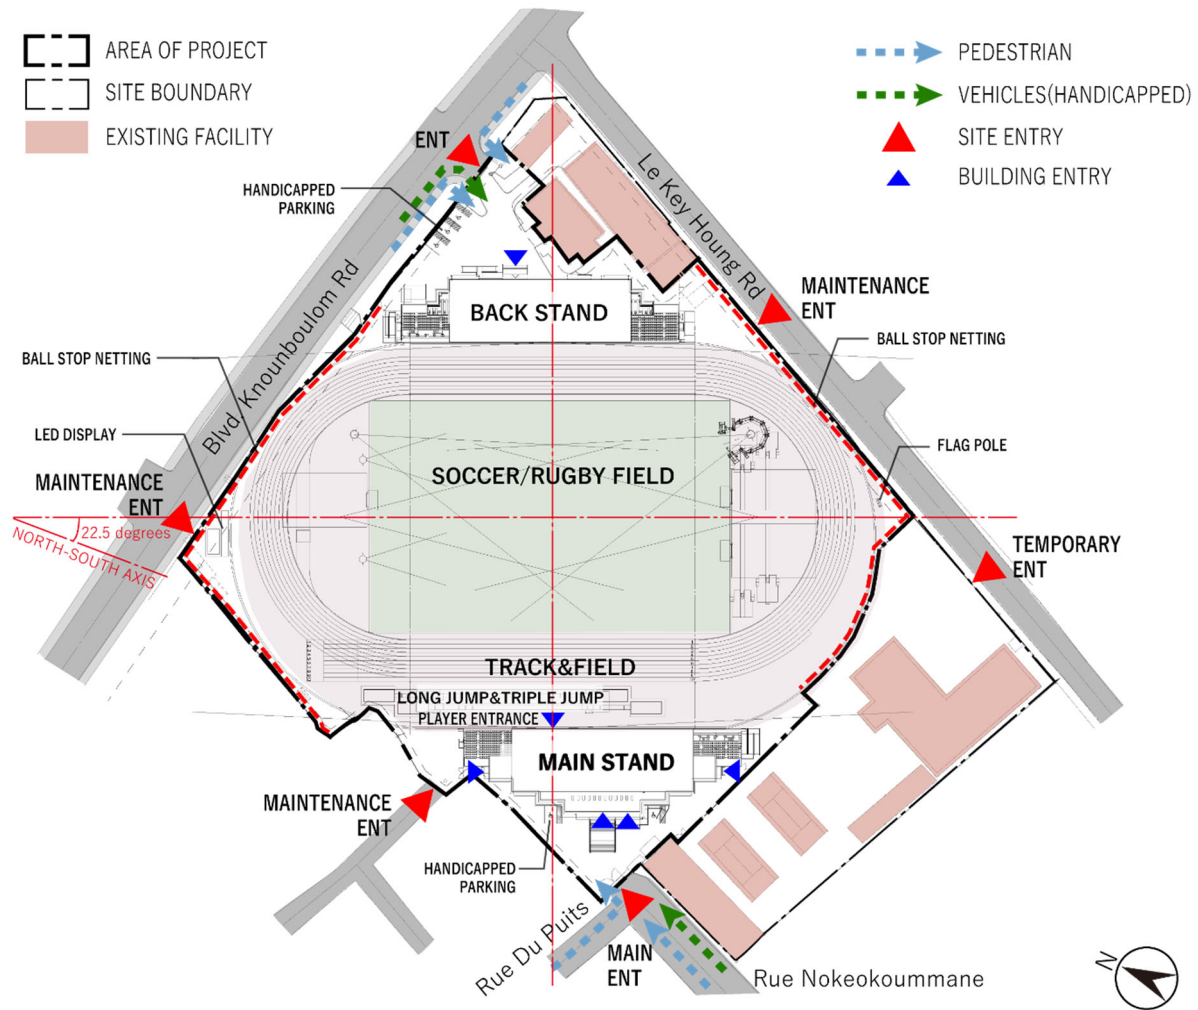 AREA OF PROJECT
SITE BOUNDARY
EXISTING FACILITY
PEDESTRIAN
VEHICLES(HANDICAPPED)
SITE ENTRY
BUILDING ENTRY
ENT
HANDICAPPED
PARKING
Le Key Houng Rd
Blvd. Knounboulom Rd
MAINTENANCE
ENT
BACK STAND
BALL STOP NETTING
BALL STOP NETTING
LED DISPLAY
FLAG POLE
SOCCER/RUGBY FIELD
MAINTENANCE
ENT
22.5 degrees
NORTH-SOUTH AXIS
TEMPORARY
ENT
TRACK&FIELD
LONG JUMP&TRIPLE JUMP
PLAYER ENTRANCE
MAIN STAND
MAINTENANCE
ENT
HANDICAPPED
PARKING
Rue Du Puits
MAIN
ENT
Rue Nokeokoummane
N